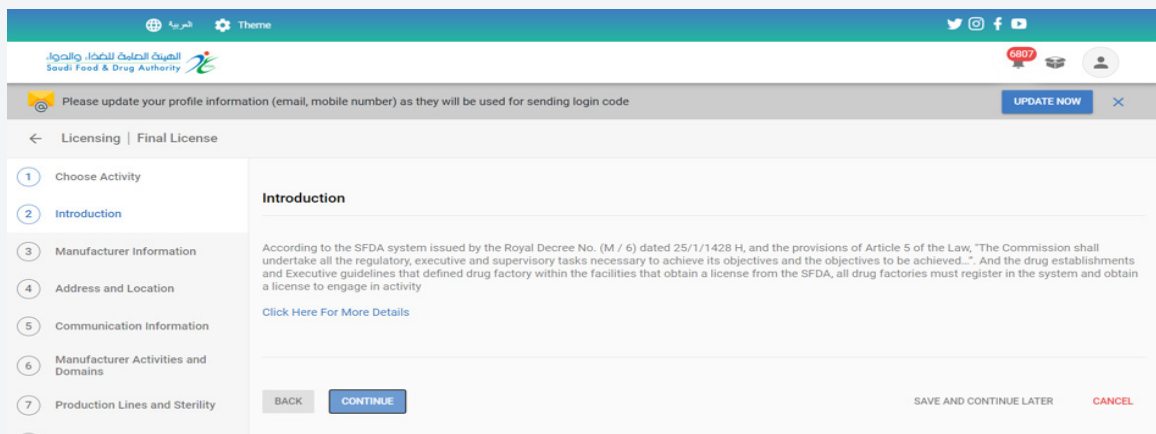 العربية Theme
الهيئة العامة للغذاء والدواء
Saudi Food & Drug Authority
6807
Please update your profile information (email, mobile number) as they will be used for sending login code
UPDATE NOW
Licensing | Final License
1 Choose Activity
2 Introduction
3 Manufacturer Information
4 Address and Location
5 Communication Information
6 Manufacturer Activities and
Domains
7 Production Lines and Sterility
Introduction
According to the SFDA system issued by the Royal Decree No. (M / 6) dated 25/1/1428 H, and the provisions of Article 5 of the Law, "The Commission shall
undertake all the regulatory, executive and supervisory tasks necessary to achieve its objectives and the objectives to be achieved...". And the drug establishments
and Executive guidelines that defined drug factory within the facilities that obtain a license from the SFDA, all drug factories must register in the system and obtain
a license to engage in activity
Click Here For More Details
BACK
CONTINUE
SAVE AND CONTINUE LATER
CANCEL